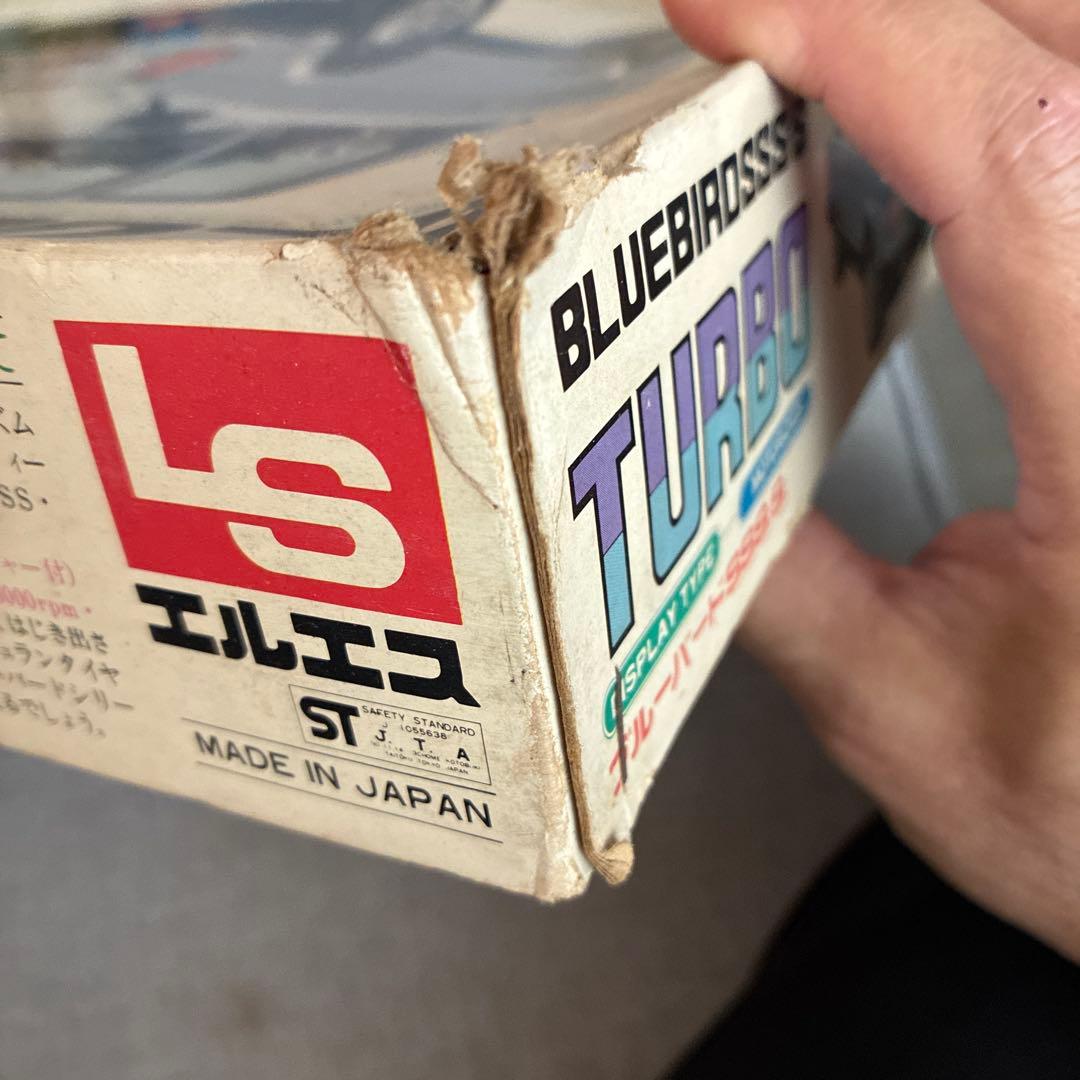 ズム
ィー
SS・
ャー付)
000rpm・
はじき出さ
ュランタイヤ
バードシリー
るでしょう。
LS
エルエス
ST
SAFETY STANDARD
J. T. A
MADE IN JAPAN
BLUEBIRDSSS-S
TURBO
DISPLAY TYPE
ブルーバードSSS-S